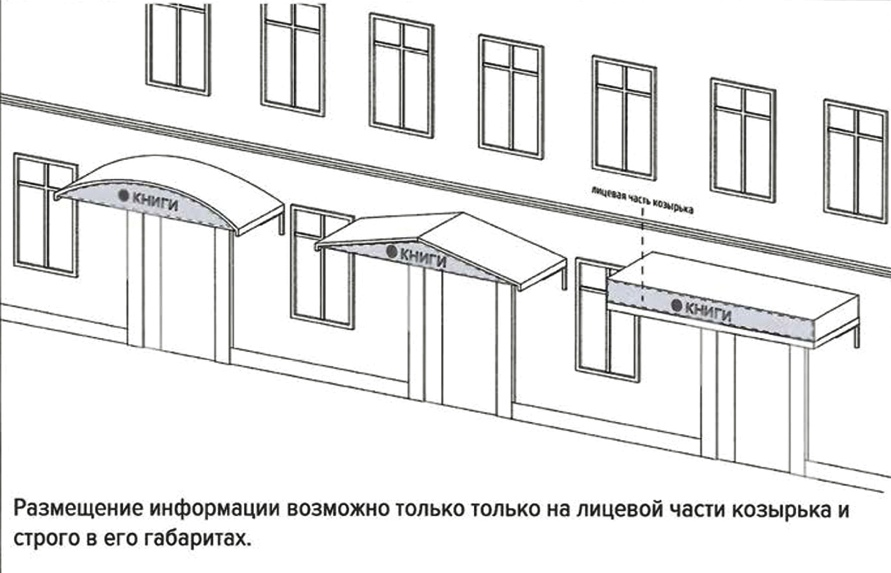 лицевая часть козырька
● КНИГИ
● КНИГИ
● КНИГИ
Размещение информации возможно только только на лицевой части козырька и
строго в его габаритах.